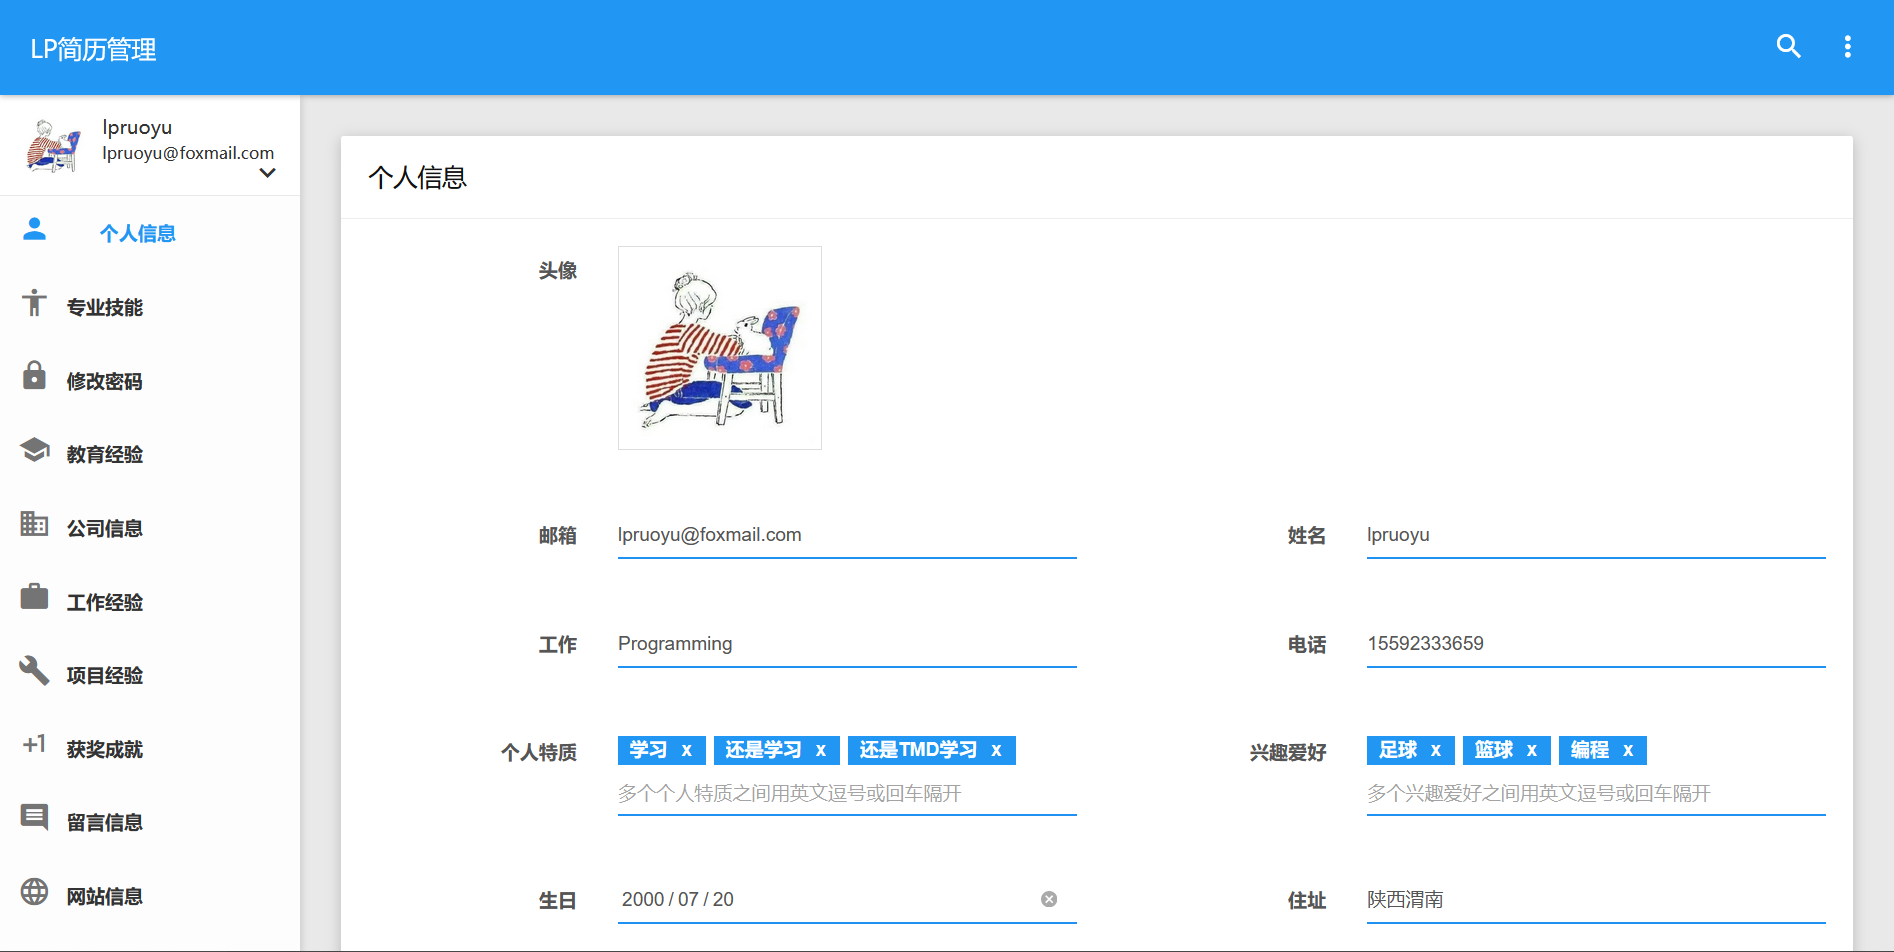 LP简历管理
lpruoyu
lpruoyu@foxmail.com
个人信息
专业技能
修改密码
教育经验
公司信息
工作经验
项目经验
+1 获奖成就
留言信息
网站信息
个人信息
头像
邮箱 lpruoyu@foxmail.com 姓名 lpruoyu
工作 Programming 电话 15592333659
个人特质 学习 x 还是学习 x 还是TMD学习 x 兴趣爱好 足球 x 篮球 x 编程 x
多个个人特质之间用英文逗号或回车隔开 多个兴趣爱好之间用英文逗号或回车隔开
生日 2000 / 07 / 20 住址 陕西渭南